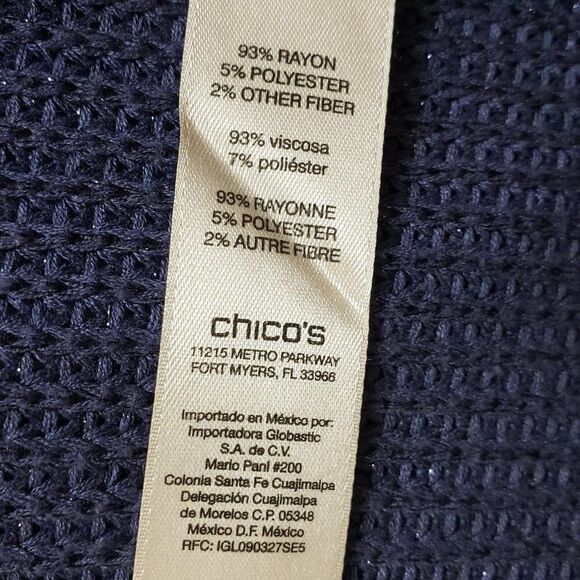 93% RAYON
5% POLYESTER
2% OTHER FIBER
93% viscosa
7% poliéster
93% RAYONNE
5% POLYESTER
2% AUTRE FIBRE
chico's
11215 METRO PARKWAY
FORT MYERS, FL 33966
Importado en México por:
Importadora Globastic
S.A. de C.V.
Mario Pani #200
Colonia Santa Fe Cuajimalpa
Delegación Cuajimalpa
de Morelos C.P. 05348
México D.F. México
RFC: IGL090327SE5